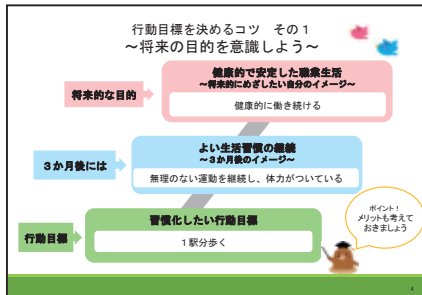 行動目標を決めるコツ　その１
～将来の目的を意識しよう～
将来的な目的
健康的で安定した職業生活
～将来的にめざしたい自分のイメージ～
健康的に働き続ける
３か月後には
よい生活習慣の継続
～３か月後のイメージ～
無理のない運動を継続し、体力がついている
行動目標
習慣化したい行動目標
１駅分歩く
ポイント！
メリットも考えて
おきましょう
4